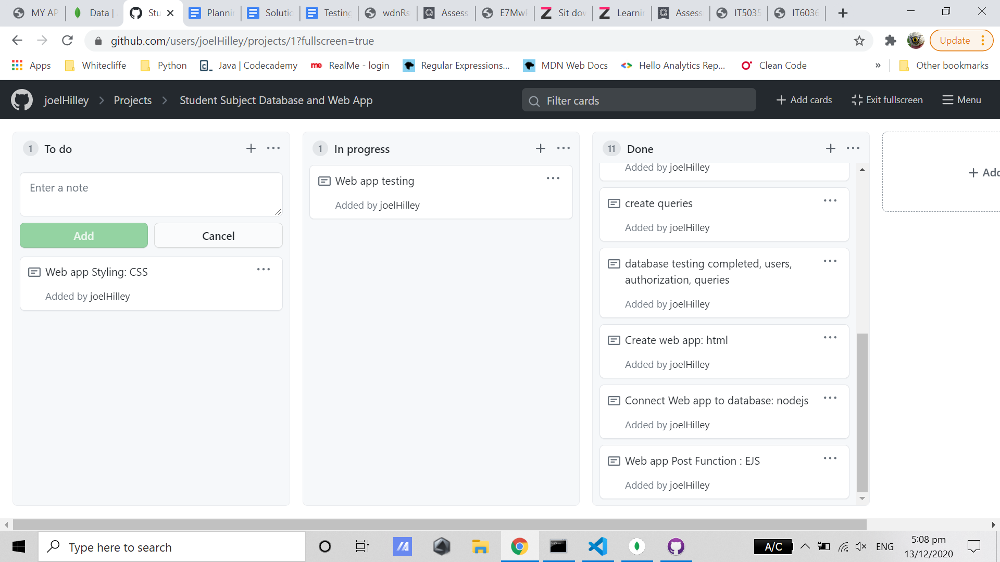 MY AP
Data |
Stu
Plannin
Solutio
Testing
wdnRs
Assess
E7Mw
Sit dow
Learnin
Assess
IT5035
IT6036
github.com/users/joelHilley/projects/1?fullscreen=true
Update
Apps
Whitecliffe
Python
Java | Codecademy
RealMe - login
Regular Expressions...
MDN Web Docs
Hello Analytics Rep...
Clean Code
»
Other bookmarks
joelHilley
Projects
Student Subject Database and Web App
Filter cards
Add cards
Exit fullscreen
Menu
1 To do
Enter a note
Add
Cancel
Web app Styling: CSS
Added by joelHilley
1 In progress
Web app testing
Added by joelHilley
11 Done
Added by joelHilley
create queries
Added by joelHilley
database testing completed, users,
authorization, queries
Added by joelHilley
Create web app: html
Added by joelHilley
Connect Web app to database: nodejs
Added by joelHilley
Web app Post Function : EJS
Added by joelHilley
Add
Type here to search
A/C
ENG
5:08 pm
13/12/2020